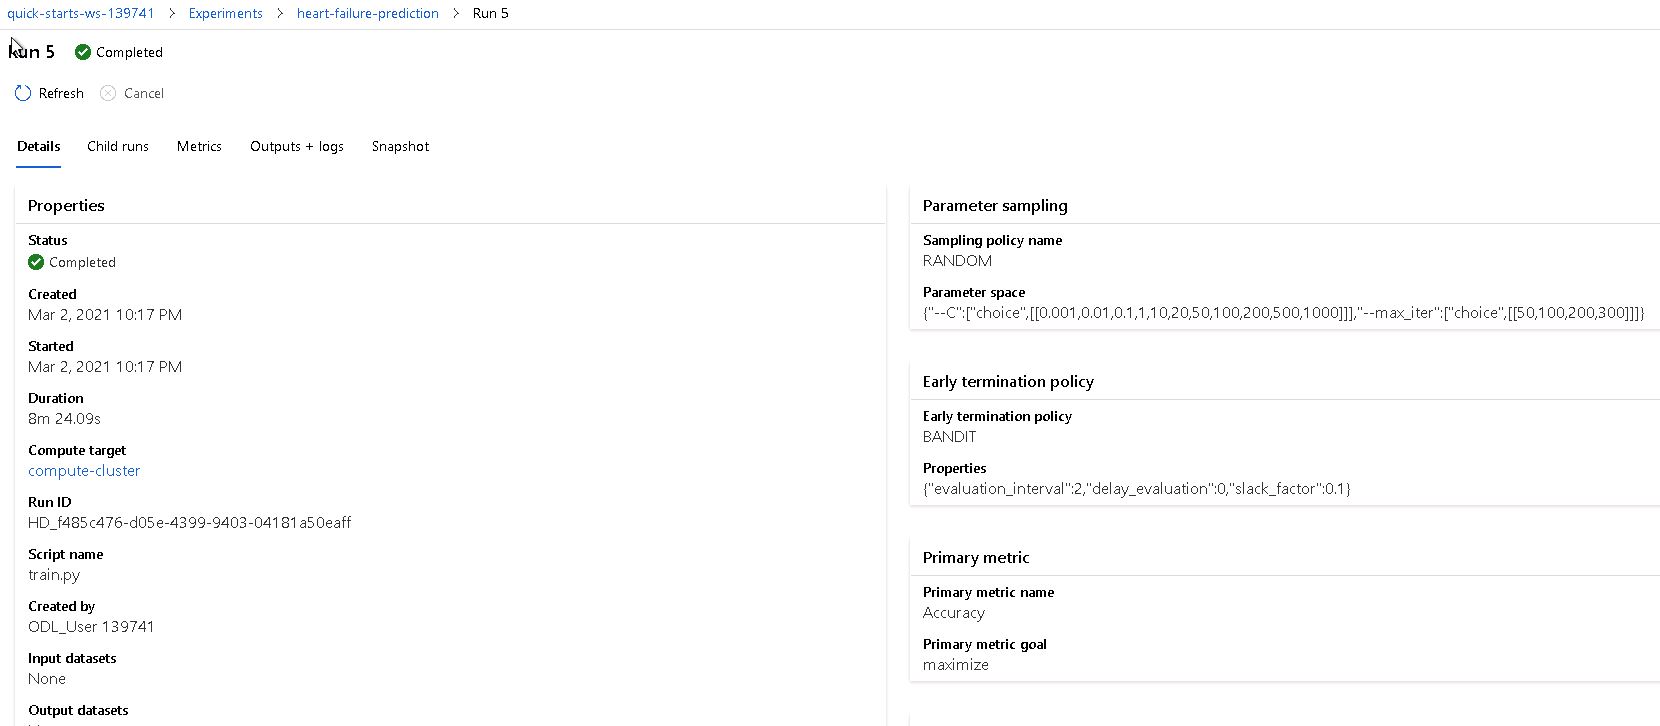 quick-starts-ws-139741 > Experiments > heart-failure-prediction > Run 5
Run 5 Completed
Refresh Cancel
Details Child runs Metrics Outputs + logs Snapshot
Properties
Status
Completed
Created
Mar 2, 2021 10:17 PM
Started
Mar 2, 2021 10:17 PM
Duration
8m 24.09s
Compute target
compute-cluster
Run ID
HD_f485c476-d05e-4399-9403-04181a50eaff
Script name
train.py
Created by
ODL_User 139741
Input datasets
None
Output datasets
Parameter sampling
Sampling policy name
RANDOM
Parameter space
{"--C":["choice",[[0.001,0.01,0.1,1,10,20,50,100,200,500,1000]]],"--max_iter":["choice",[[50,100,200,300]]]}
Early termination policy
Early termination policy
BANDIT
Properties
{"evaluation_interval":2,"delay_evaluation":0,"slack_factor":0.1}
Primary metric
Primary metric name
Accuracy
Primary metric goal
maximize